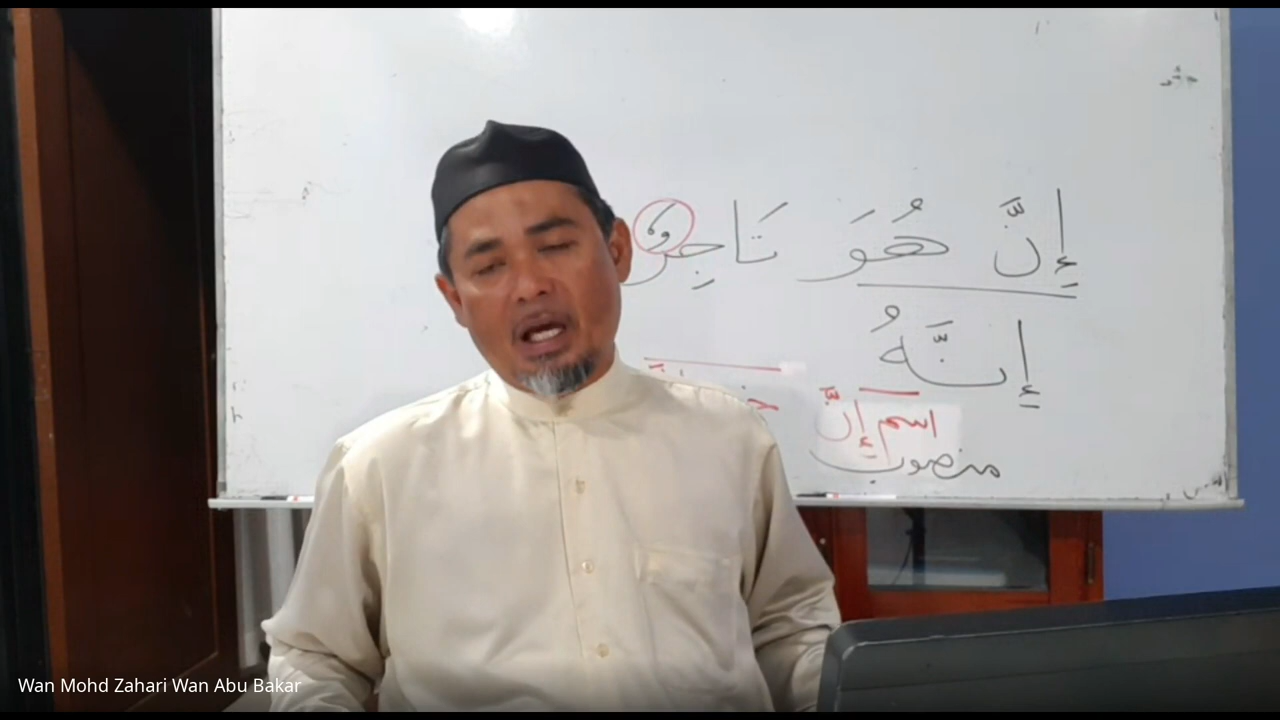 إِنَّ هُوَ تَاجِرٌ
إِنَّهُ
اسم إِنَّ
منصوب
Wan Mohd Zahari Wan Abu Bakar